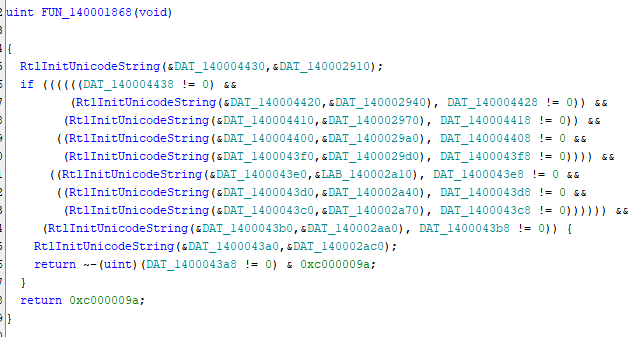 uint FUN_140001868(void)
{
RtlInitUnicodeString(&DAT_140004430,&DAT_140002910);
if ((((((DAT_140004438 != 0) &&
(RtlInitUnicodeString(&DAT_140004420,&DAT_140002940), DAT_140004428 != 0)) &&
(RtlInitUnicodeString(&DAT_140004410,&DAT_140002970), DAT_140004418 != 0)) &&
((RtlInitUnicodeString(&DAT_140004400,&DAT_1400029a0), DAT_140004408 != 0 &&
(RtlInitUnicodeString(&DAT_1400043f0,&DAT_1400029d0), DAT_1400043f8 != 0)))) &&
((RtlInitUnicodeString(&DAT_1400043e0,&LAB_140002a10), DAT_1400043e8 != 0 &&
((RtlInitUnicodeString(&DAT_1400043d0,&DAT_140002a40), DAT_1400043d8 != 0 &&
(RtlInitUnicodeString(&DAT_1400043c0,&DAT_140002a70), DAT_1400043c8 != 0)))))) &&
(RtlInitUnicodeString(&DAT_1400043b0,&DAT_140002aa0), DAT_1400043b8 != 0)) {
RtlInitUnicodeString(&DAT_1400043a0,&DAT_140002ac0);
return ~-(uint)(DAT_1400043a8 != 0) & 0xc000009a;
}
return 0xc000009a;
}